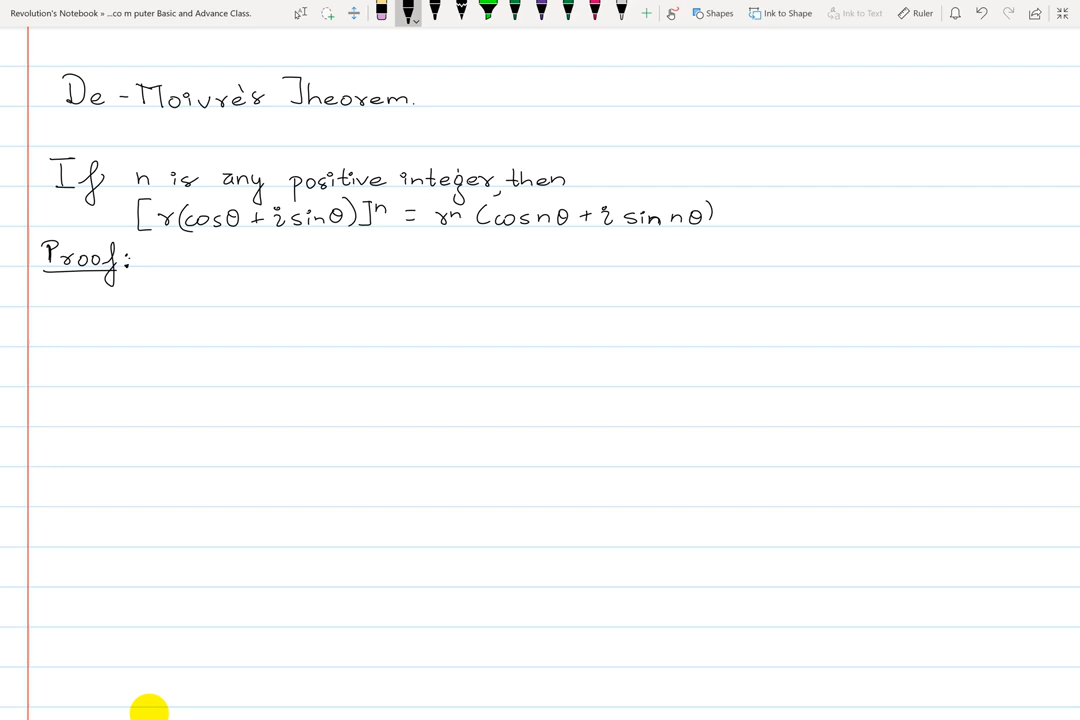 Revolution's Notebook » ...co m puter Basic and Advance Class.
Shapes
Ink to Shape
Ink to Text
Ruler
De - Moivre's Theorem.
If n is any positive integer, then
[r(cosθ + i sinθ)]ⁿ = rⁿ (cos nθ + i sin nθ)
Proof: